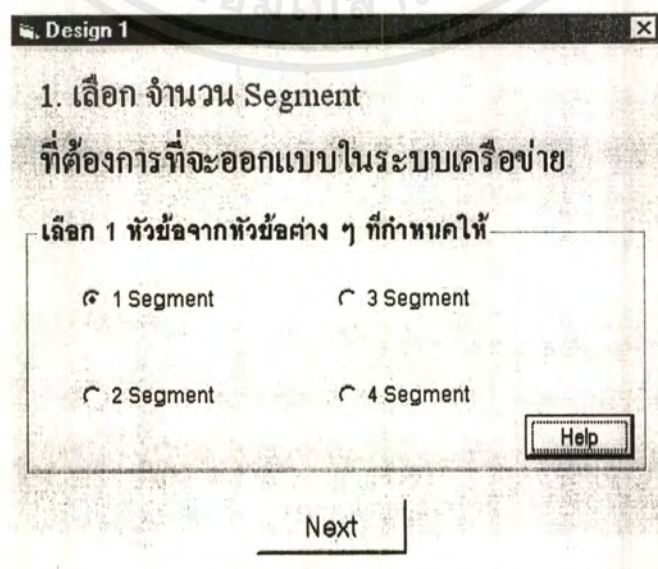 Design 1
1. เลือก จำนวน Segment
ที่ต้องการที่จะออกแบบในระบบเครือข่าย
เลือก 1 หัวข้อจากหัวข้อต่าง ๆ ที่กำหนดให้
1 Segment
3 Segment
2 Segment
4 Segment
Help
Next